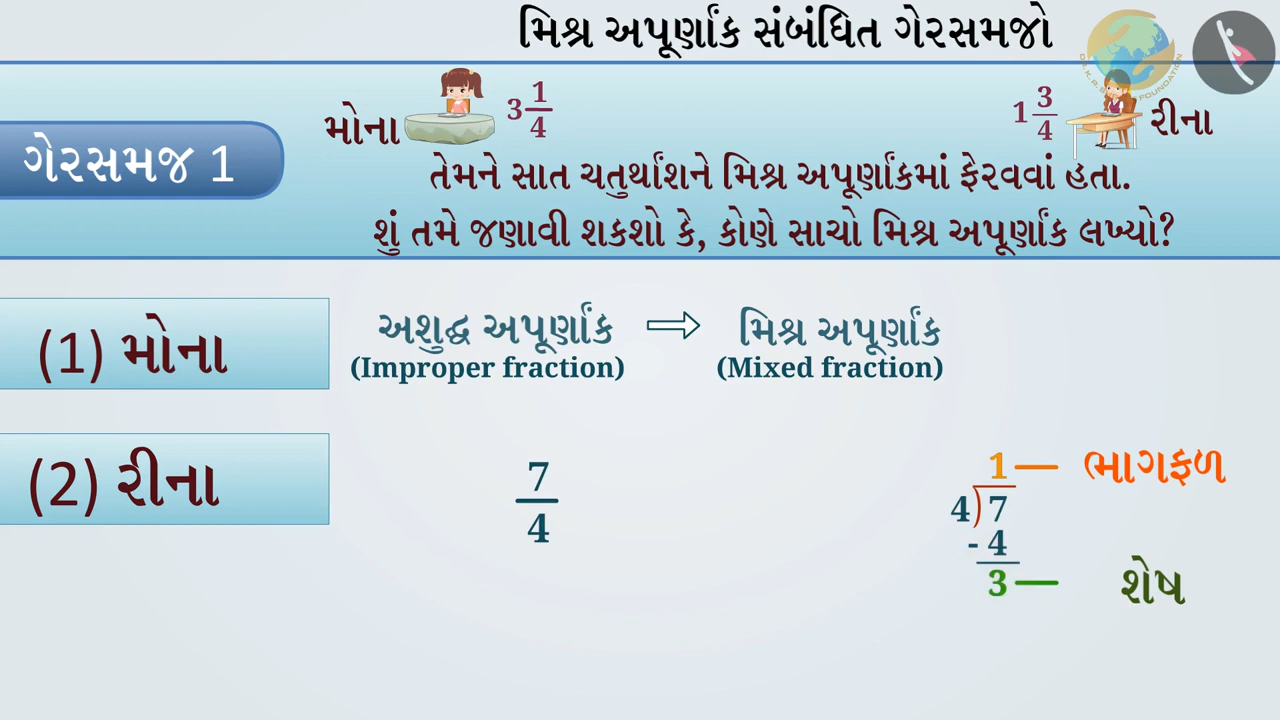 મિશ્ર અપૂર્ણાંક સંબંધિત ગેરસમજો
ગેરસમજ 1
મોના
3 1/4
1 3/4
રીના
તેમને સાત ચતુર્થાંશને મિશ્ર અપૂર્ણાંકમાં ફેરવવાં હતા.
શું તમે જણાવી શકશો કે, કોણે સાચો મિશ્ર અપૂર્ણાંક લખ્યો?
(1) મોના
(2) રીના
અશુદ્ધ અપૂર્ણાંક ⇨ મિશ્ર અપૂર્ણાંક
(Improper fraction) (Mixed fraction)
7
4
1 — ભાગફળ
4) 7
- 4
3 — શેષ